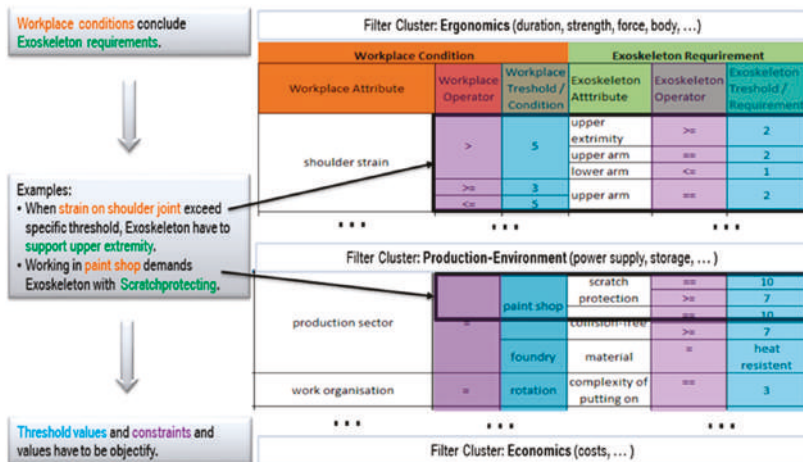 Workplace conditions conclude
Exoskeleton requirements.
Examples:
• When strain on shoulder joint exceed
specific threshold, Exoskeleton have to
support upper extremity.
• Working in paint shop demands
Exoskeleton with Scratchprotecting.
Threshold values and constraints and
values have to be objectify.
Filter Cluster: Ergonomics (duration, strength, force, body, ...)
Workplace Condition Exoskeleton Requrirement
Workplace Attribute
Workplace
Operator
Workplace
Treshold /
Condition
Exoskeleton
Atttribute
Exoskeleton
Operator
Exoskeleton
Treshold /
Requirement
shoulder strain > 5
upper
extrimity >= 2
upper arm == 2
lower arm <= 1
>= 3 upper arm == 2
<= 5
... ... ...
Filter Cluster: Production-Environment (power supply, storage, ... )
production sector = paint shop
scratch
protection
== 10
>= 7
collision-free == 10
>= 7
foundry material = heat
resistent
work organisation = rotation complexity of
putting on == 3
... ... ...
Filter Cluster: Economics (costs, ... )